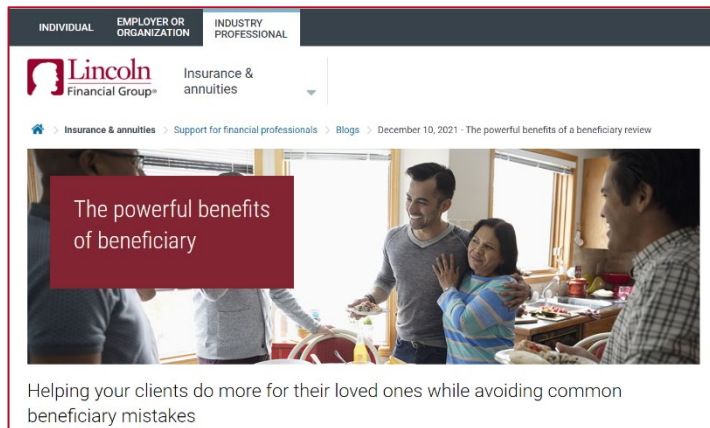 INDIVIDUAL
EMPLOYER OR
ORGANIZATION
INDUSTRY
PROFESSIONAL
Lincoln
Financial Group®
Insurance &
annuities
> Insurance & annuities > Support for financial professionals > Blogs > December 10, 2021 - The powerful benefits of a beneficiary review
The powerful benefits
of beneficiary
Helping your clients do more for their loved ones while avoiding common
beneficiary mistakes